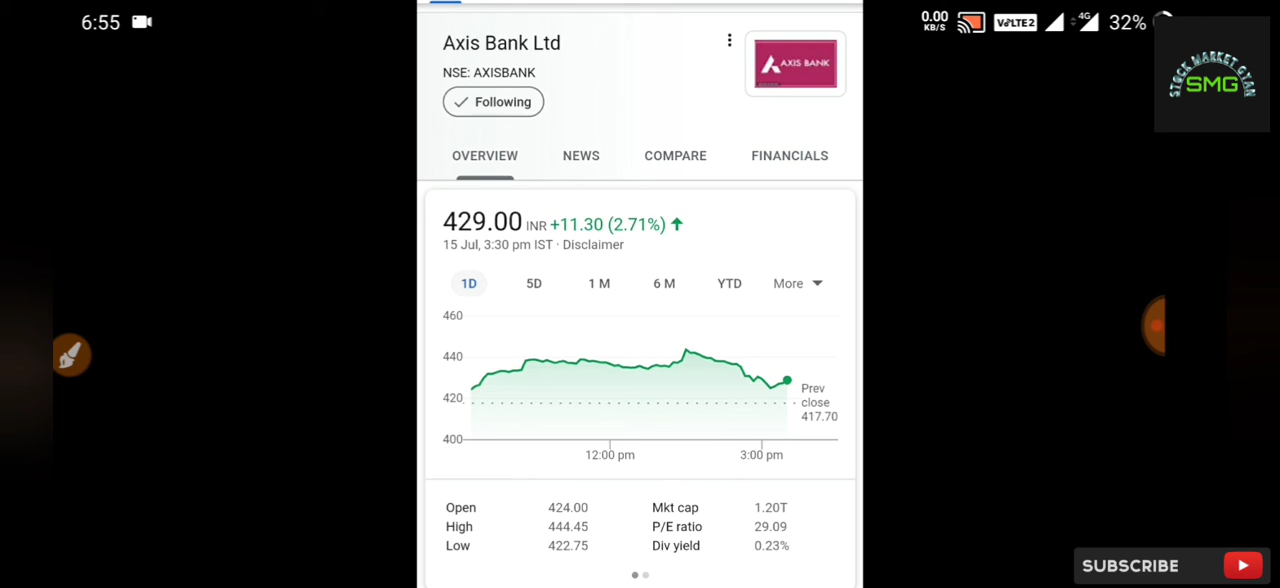 6:55
0.00
KB/S
VoLTE2
4G
32%
Axis Bank Ltd
NSE: AXISBANK
Following
AXIS BANK
STOCK MARKET GYAN
SMG
OVERVIEW NEWS COMPARE FINANCIALS
429.00 INR +11.30 (2.71%)
15 Jul, 3:30 pm IST · Disclaimer
1D 5D 1 M 6 M YTD More
460
440
420
400
Prev
close
417.70
12:00 pm 3:00 pm
Open 424.00 Mkt cap 1.20T
High 444.45 P/E ratio 29.09
Low 422.75 Div yield 0.23%
SUBSCRIBE